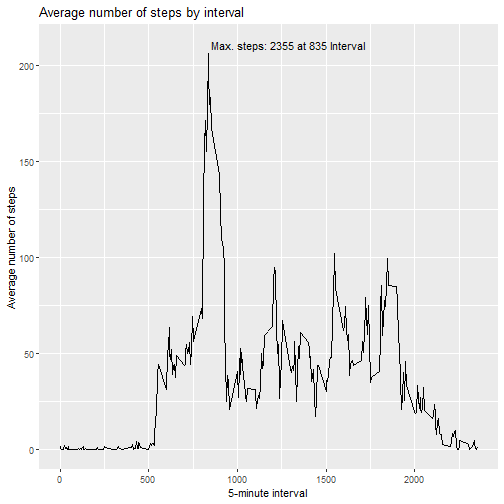 Average number of steps by interval
Max. steps: 2355 at 835 Interval
200
150
100
50
0
Average number of steps
0 500 1000 1500 2000
5-minute interval